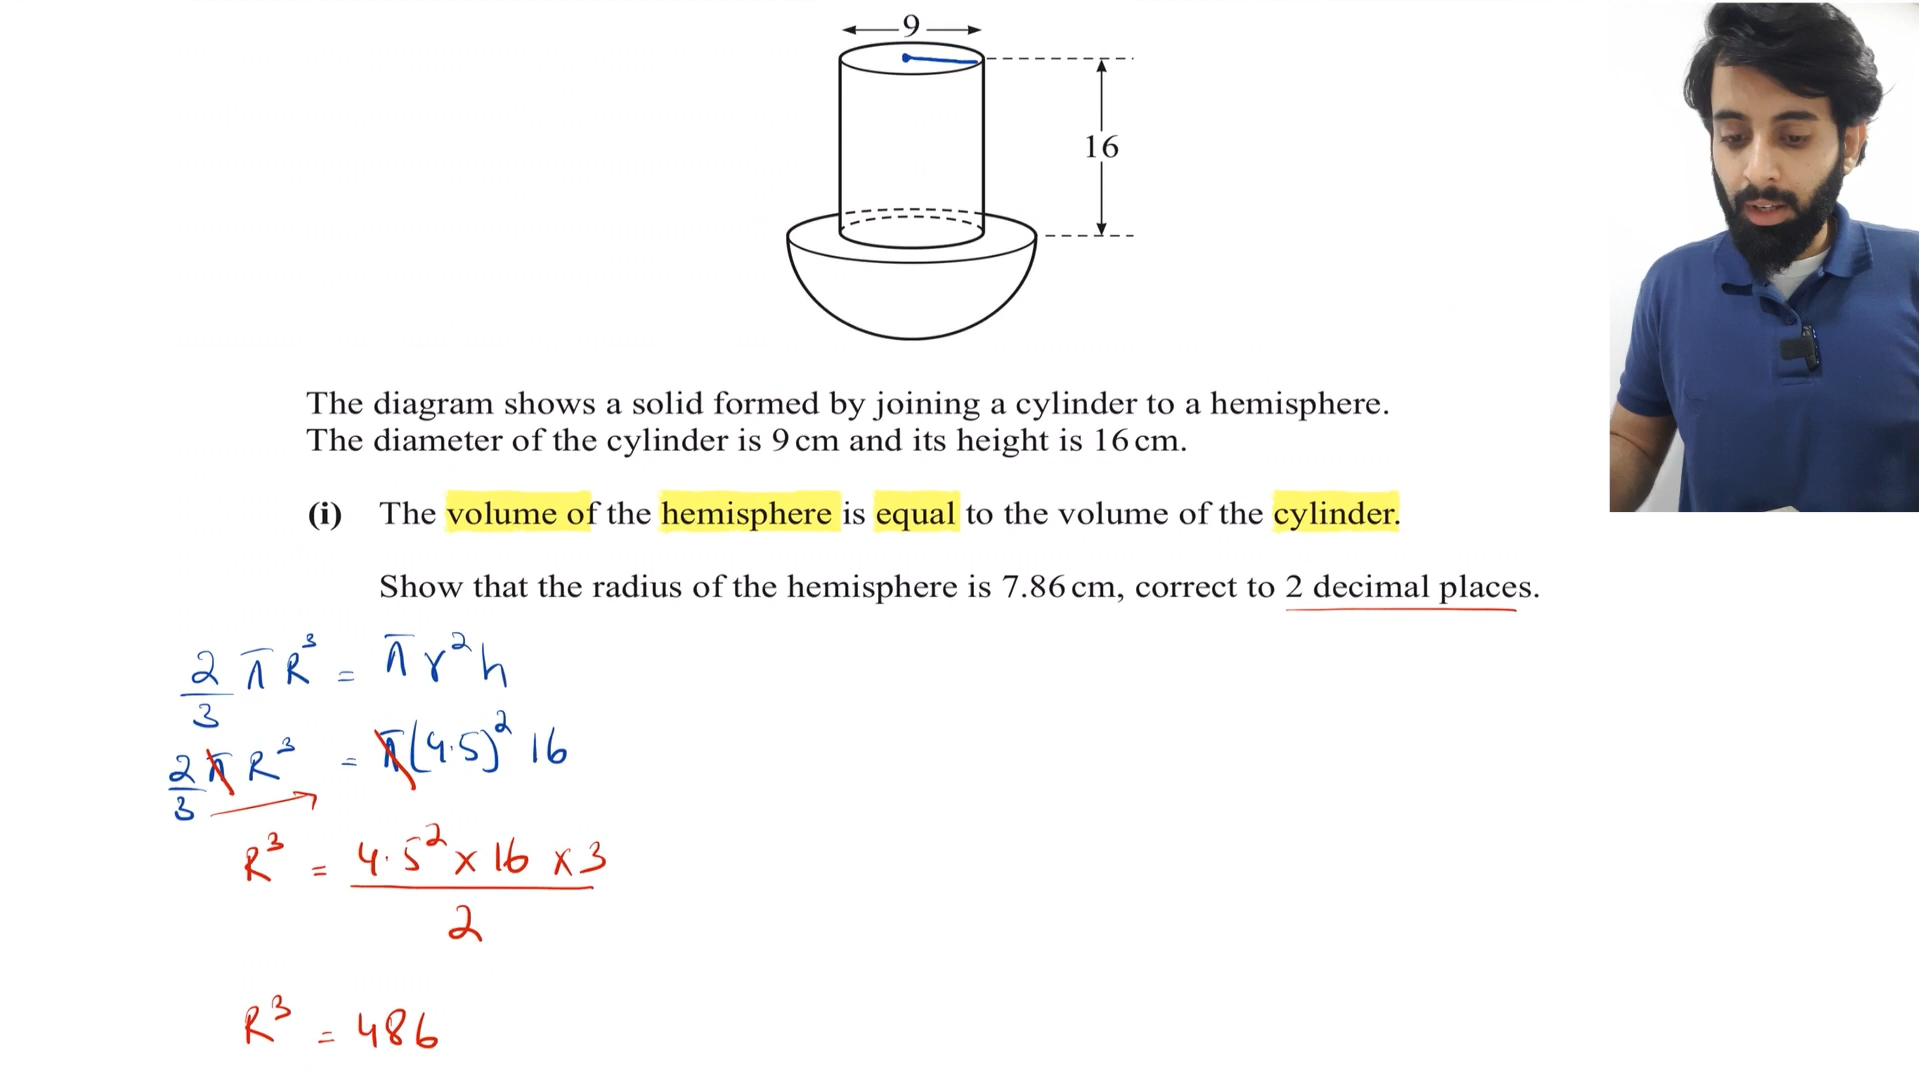 9
16
The diagram shows a solid formed by joining a cylinder to a hemisphere.
The diameter of the cylinder is 9 cm and its height is 16 cm.
(i) The volume of the hemisphere is equal to the volume of the cylinder.
Show that the radius of the hemisphere is 7.86 cm, correct to 2 decimal places.
2/3 π R³ = π r² h
2/3 π R³ = π(4.5)² 16
R³ = 4.5² × 16 × 3 / 2
R³ = 486